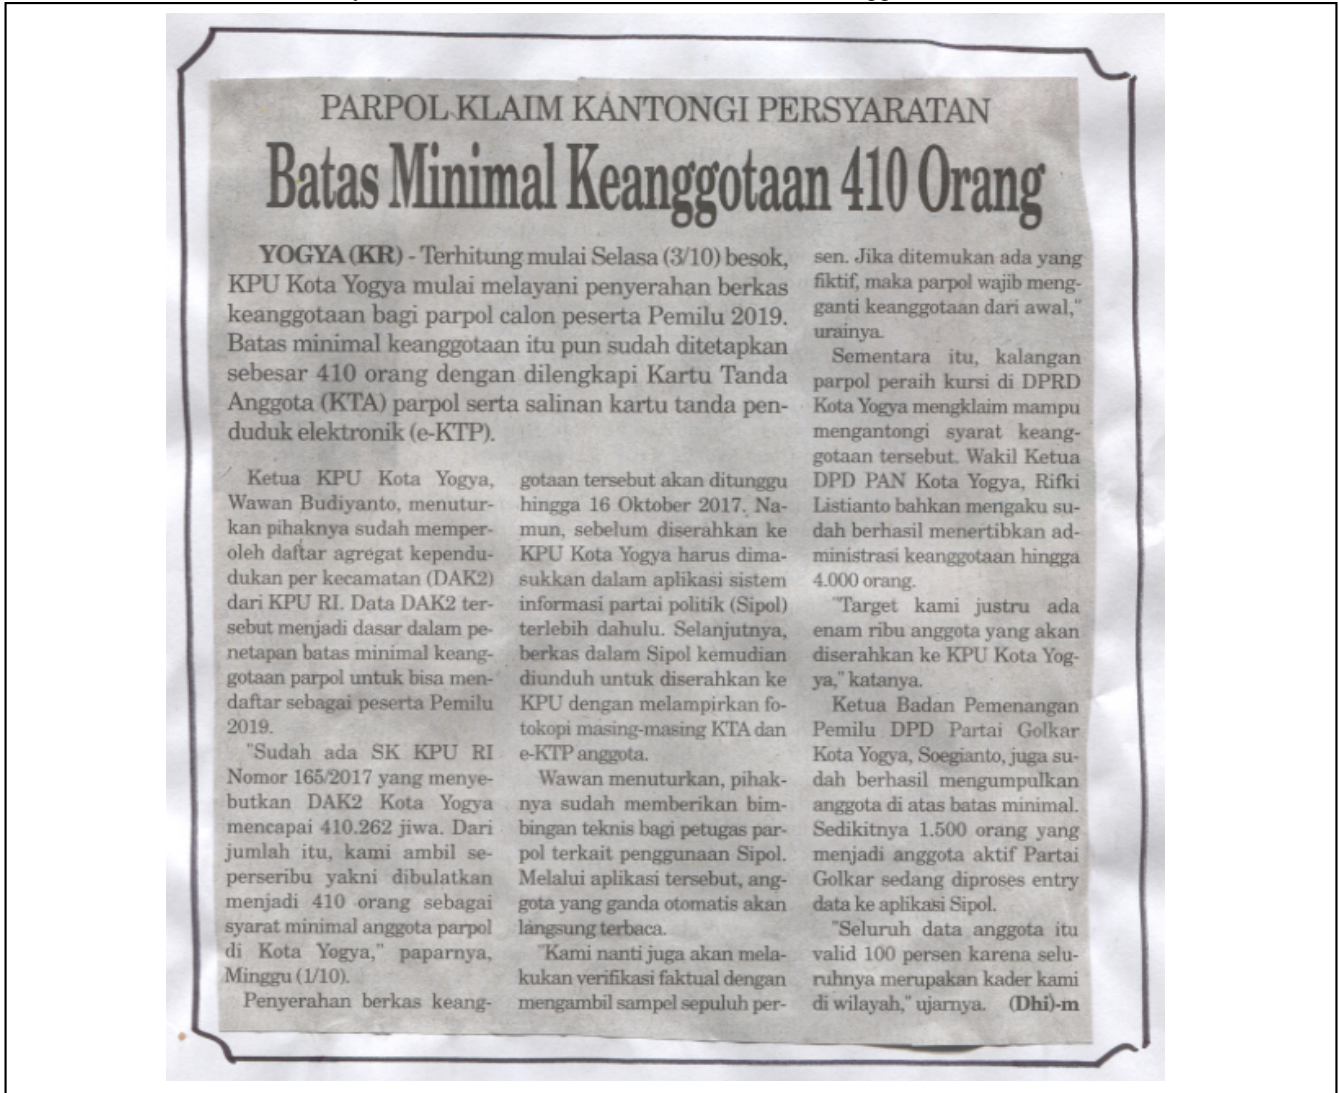 PARPOL KLAIM KANTONGI PERSYARATAN
Batas Minimal Keanggotaan 410 Orang
YOGYA (KR) - Terhitung mulai Selasa (3/10) besok,
KPU Kota Yogya mulai melayani penyerahan berkas
keanggotaan bagi parpol calon peserta Pemilu 2019.
Batas minimal keanggotaan itu pun sudah ditetapkan
sebesar 410 orang dengan dilengkapi Kartu Tanda
Anggota (KTA) parpol serta salinan kartu tanda pen-
duduk elektronik (e-KTP).
Ketua KPU Kota Yogya,
Wawan Budiyanto, menutur-
kan pihaknya sudah memper-
oleh daftar agregat kependu-
dukan per kecamatan (DAK2)
dari KPU RI. Data DAK2 ter-
sebut menjadi dasar dalam pe-
netapan batas minimal keang-
gotaan parpol untuk bisa men-
daftar sebagai peserta Pemilu
2019.
"Sudah ada SK KPU RI
Nomor 165/2017 yang menye-
butkan DAK2 Kota Yogya
mencapai 410.262 jiwa. Dari
jumlah itu, kami ambil se-
perseribu yakni dibulatkan
menjadi 410 orang sebagai
syarat minimal anggota parpol
di Kota Yogya," paparnya,
Minggu (1/10).
Penyerahan berkas keang-
gotaan tersebut akan ditunggu
hingga 16 Oktober 2017. Na-
mun, sebelum diserahkan ke
KPU Kota Yogya harus dima-
sukkan dalam aplikasi sistem
informasi partai politik (Sipol)
terlebih dahulu. Selanjutnya,
berkas dalam Sipol kemudian
diunduh untuk diserahkan ke
KPU dengan melampirkan fo-
tokopi masing-masing KTA dan
e-KTP anggota.
Wawan menuturkan, pihak-
nya sudah memberikan bim-
bingan teknis bagi petugas par-
pol terkait penggunaan Sipol.
Melalui aplikasi tersebut, ang-
gota yang ganda otomatis akan
langsung terbaca.
"Kami nanti juga akan mela-
kukan verifikasi faktual dengan
mengambil sampel sepuluh per-
sen. Jika ditemukan ada yang
fiktif, maka parpol wajib meng-
ganti keanggotaan dari awal,"
urainya.
Sementara itu, kalangan
parpol peraih kursi di DPRD
Kota Yogya mengklaim mampu
mengantongi syarat keang-
gotaan tersebut. Wakil Ketua
DPD PAN Kota Yogya, Rifki
Listianto bahkan mengaku su-
dah berhasil menertibkan ad-
ministrasi keanggotaan hingga
4.000 orang.
"Target kami justru ada
enam ribu anggota yang akan
diserahkan ke KPU Kota Yog-
ya," katanya.
Ketua Badan Pemenangan
Pemilu DPD Partai Golkar
Kota Yogya, Soegianto, juga su-
dah berhasil mengumpulkan
anggota di atas batas minimal.
Sedikitnya 1.500 orang yang
menjadi anggota aktif Partai
Golkar sedang diproses entry
data ke aplikasi Sipol.
"Seluruh data anggota itu
valid 100 persen karena selu-
ruhnya merupakan kader kami
di wilayah," ujarnya. (Dhi)-m